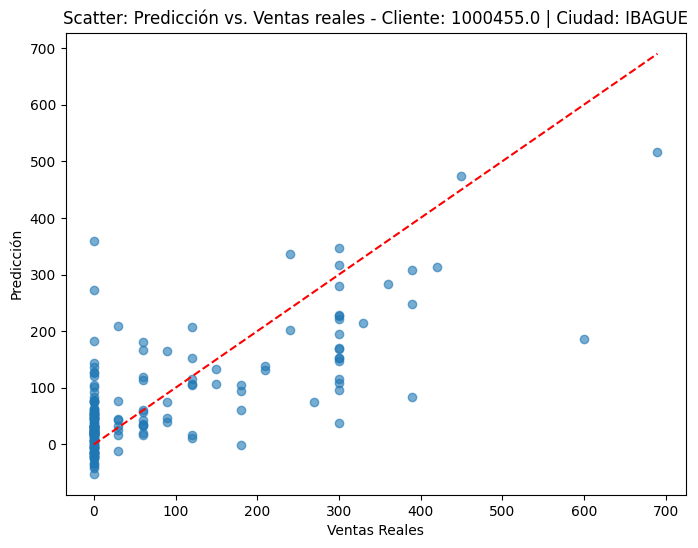 Scatter: Predicción vs. Ventas reales - Cliente: 1000455.0 | Ciudad: IBAGUE
700
600
500
400
300
200
100
0
Predicción
0 100 200 300 400 500 600 700
Ventas Reales